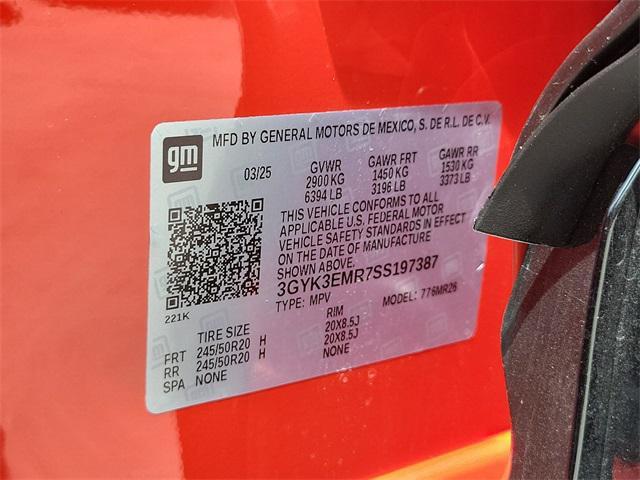 gm
MFD BY GENERAL MOTORS DE MEXICO, S. DE R.L. DE C.V.
03/25 GVWR GAWR FRT GAWR RR
2900 KG 1450 KG 1530 KG
6394 LB 3196 LB 3373 LB
THIS VEHICLE CONFORMS TO ALL
APPLICABLE U.S. FEDERAL MOTOR
VEHICLE SAFETY STANDARDS IN EFFECT
ON THE DATE OF MANUFACTURE
SHOWN ABOVE.
3GYK3EMR7SS197387
221K TYPE: MPV MODEL: 776MR26
TIRE SIZE RIM
FRT 245/50R20 H 20X8.5J
RR 245/50R20 H 20X8.5J
SPA NONE NONE